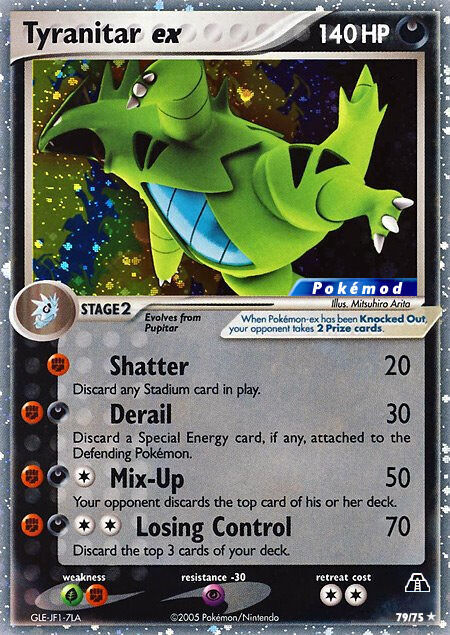 Tyranitar ex 140 HP
Pokémod
Illus. Mitsuhiro Arita
STAGE2
Evolves from
Pupitar
When Pokémon-ex has been Knocked Out,
your opponent takes 2 Prize cards.
Shatter 20
Discard any Stadium card in play.
Derail 30
Discard a Special Energy card, if any, attached to the
Defending Pokémon.
Mix-Up 50
Your opponent discards the top card of his or her deck.
Losing Control 70
Discard the top 3 cards of your deck.
weakness resistance -30 retreat cost
GLE-JF1-7LA ©2005 Pokémon/Nintendo 79/75